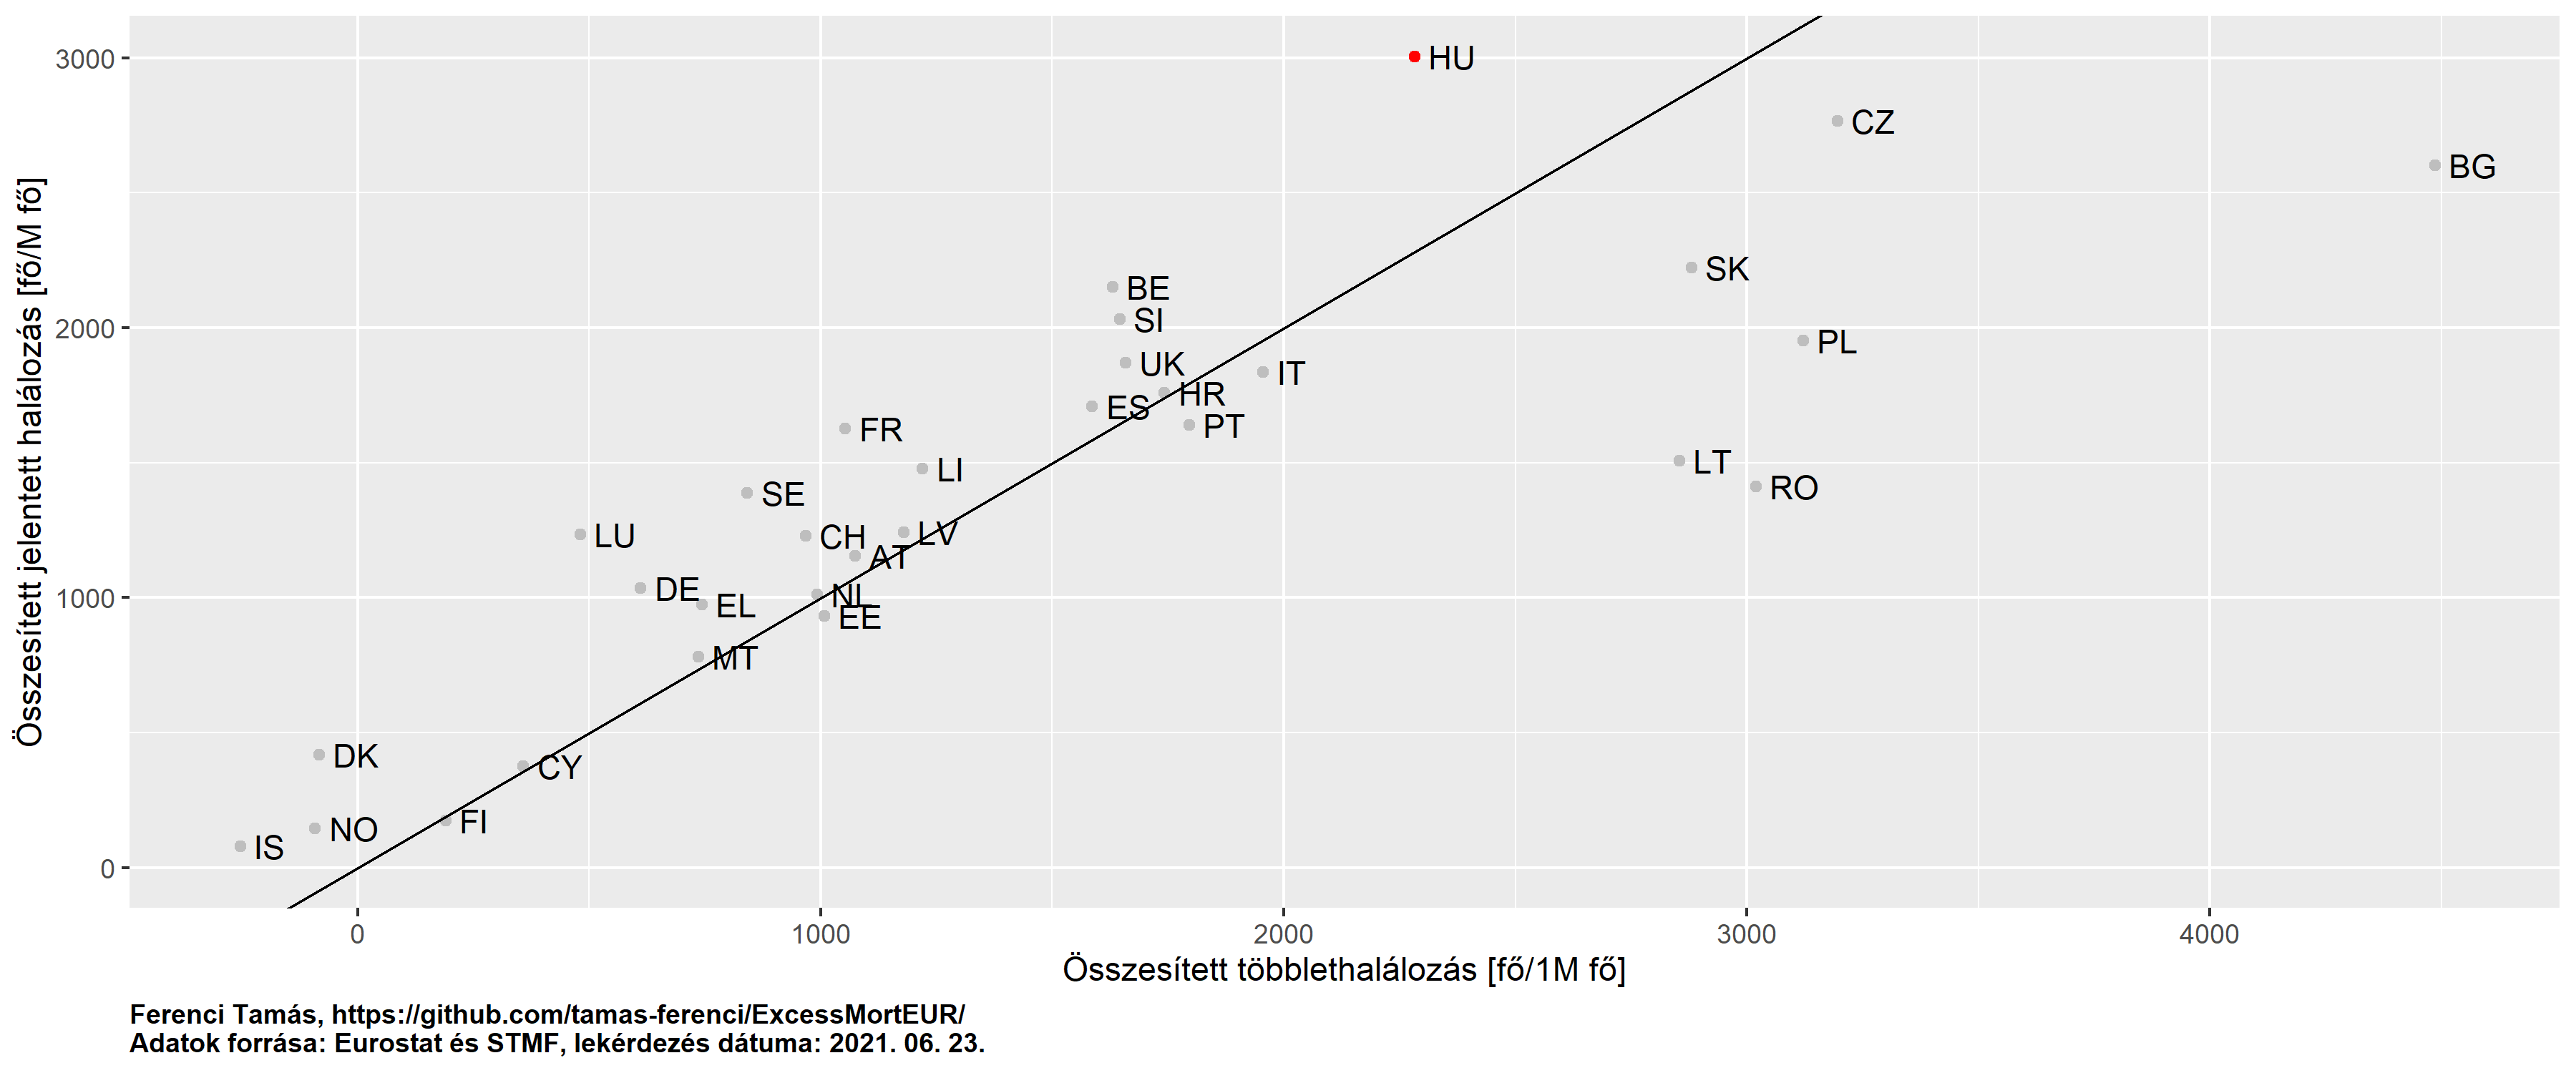 Összesített jelentett halálozás [fő/M fő]
3000
2000
1000
0
HU
CZ
BG
SK
BE
SI
PL
UK
IT
HR
ES
PT
FR
LI
LT
RO
SE
LU
CH
LV
AT
DE
EL
NL
EE
MT
DK
CY
NO
FI
IS
0
1000
2000
3000
4000
Összesített többlethalálozás [fő/1M fő]
Ferenci Tamás, https://github.com/tamas-ferenci/ExcessMortEUR/
Adatok forrása: Eurostat és STMF, lekérdezés dátuma: 2021. 06. 23.